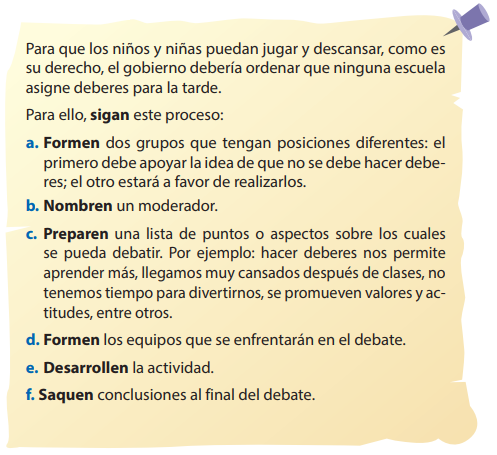 Para que los niños y niñas puedan jugar y descansar, como es
su derecho, el gobierno debería ordenar que ninguna escuela
asigne deberes para la tarde.
Para ello, sigan este proceso:
a. Formen dos grupos que tengan posiciones diferentes: el
primero debe apoyar la idea de que no se debe hacer debe-
res; el otro estará a favor de realizarlos.
b. Nombren un moderador.
c. Preparen una lista de puntos o aspectos sobre los cuales
se pueda debatir. Por ejemplo: hacer deberes nos permite
aprender más, llegamos muy cansados después de clases, no
tenemos tiempo para divertirnos, se promueven valores y ac-
titudes, entre otros.
d. Formen los equipos que se enfrentarán en el debate.
e. Desarrollen la actividad.
f. Saquen conclusiones al final del debate.